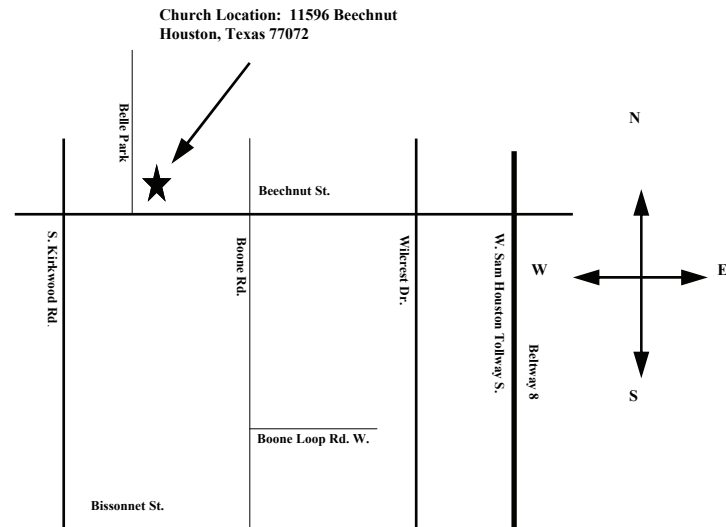 Church Location: 11596 Beechnut
Houston, Texas 77072
Belle Park
N
Beechnut St.
S. Kirkwood Rd.
Boone Rd.
Wilcrest Dr.
W. Sam Houston Tollway S.
W
E
Beltway 8
S
Boone Loop Rd. W.
Bissonnet St.